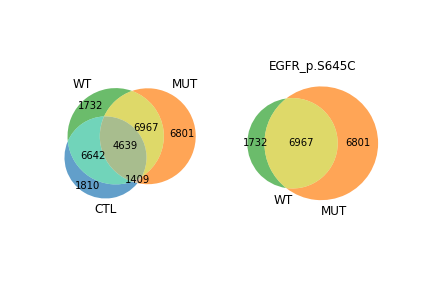 EGFR_p.S645C
WT
MUT
1732
6967
6801
4639
6642
1409
1810
CTL
1732
6967
6801
WT
MUT